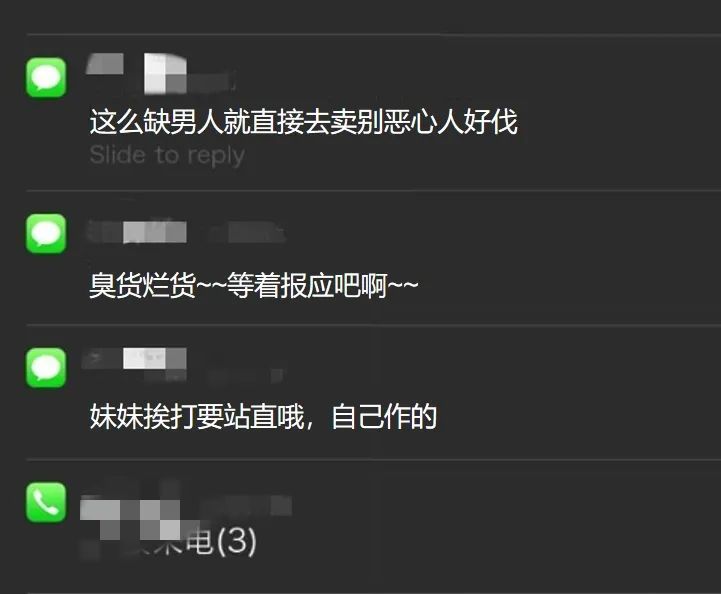 这么缺男人就直接去卖别恶心人好伐
Slide to reply
臭货烂货~~等着报应吧啊~~
妹妹挨打要站直哦，自己作的
来电(3)